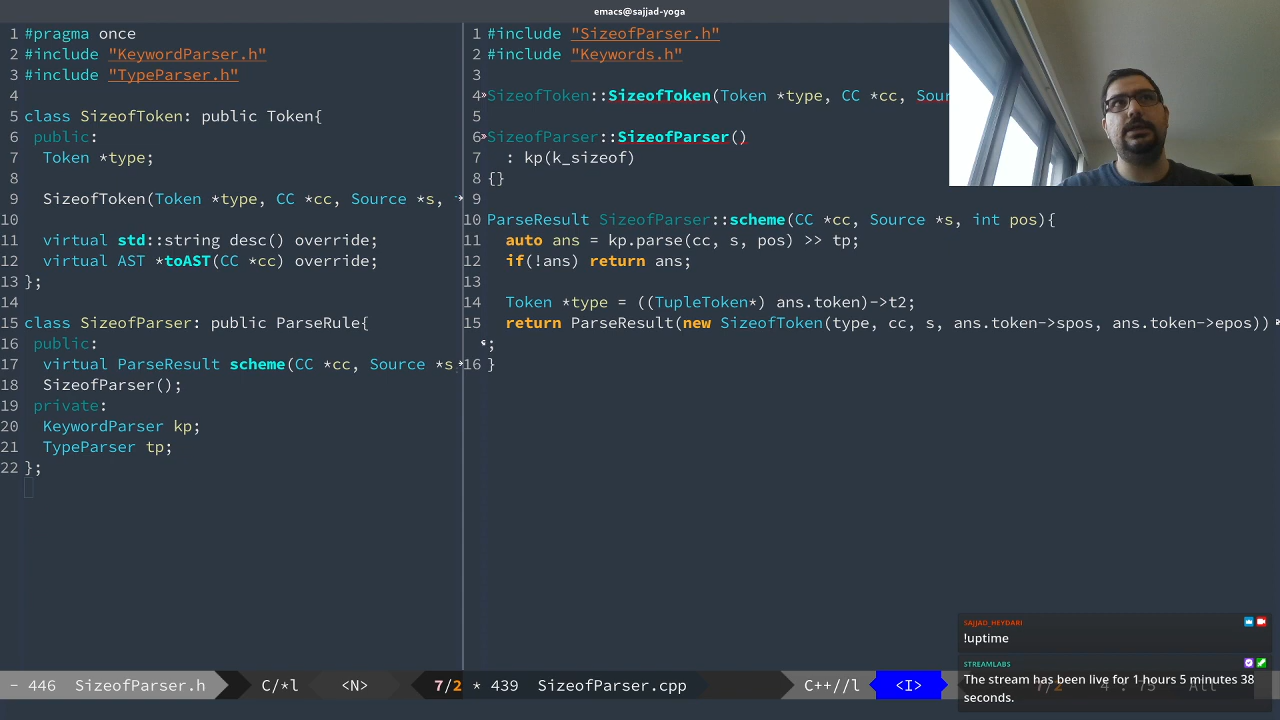 emacs@sajjad-yoga
1 #pragma once
2 #include "KeywordParser.h"
3 #include "TypeParser.h"
4
5 class SizeofToken: public Token{
6 public:
7 Token *type;
8
9 SizeofToken(Token *type, CC *cc, Source *s,
10
11 virtual std::string desc() override;
12 virtual AST *toAST(CC *cc) override;
13 };
14
15 class SizeofParser: public ParseRule{
16 public:
17 virtual ParseResult scheme(CC *cc, Source *s
18 SizeofParser();
19 private:
20 KeywordParser kp;
21 TypeParser tp;
22 };
1 #include "SizeofParser.h"
2 #include "Keywords.h"
3
4 SizeofToken::SizeofToken(Token *type, CC *cc, Sour
5
6 SizeofParser::SizeofParser()
7 : kp(k_sizeof)
8 {}
9
10 ParseResult SizeofParser::scheme(CC *cc, Source *s, int pos){
11 auto ans = kp.parse(cc, s, pos) >> tp;
12 if(!ans) return ans;
13
14 Token *type = ((TupleToken*) ans.token)->t2;
15 return ParseResult(new SizeofToken(type, cc, s, ans.token->spos, ans.token->epos))
;
16 }
SAJJAD_HEYDARI
!uptime
STREAMLABS
The stream has been live for 1 hours 5 minutes 38
seconds.
- 446 SizeofParser.h C/*l <N> 7/2 * 439 SizeofParser.cpp C++//l <I>